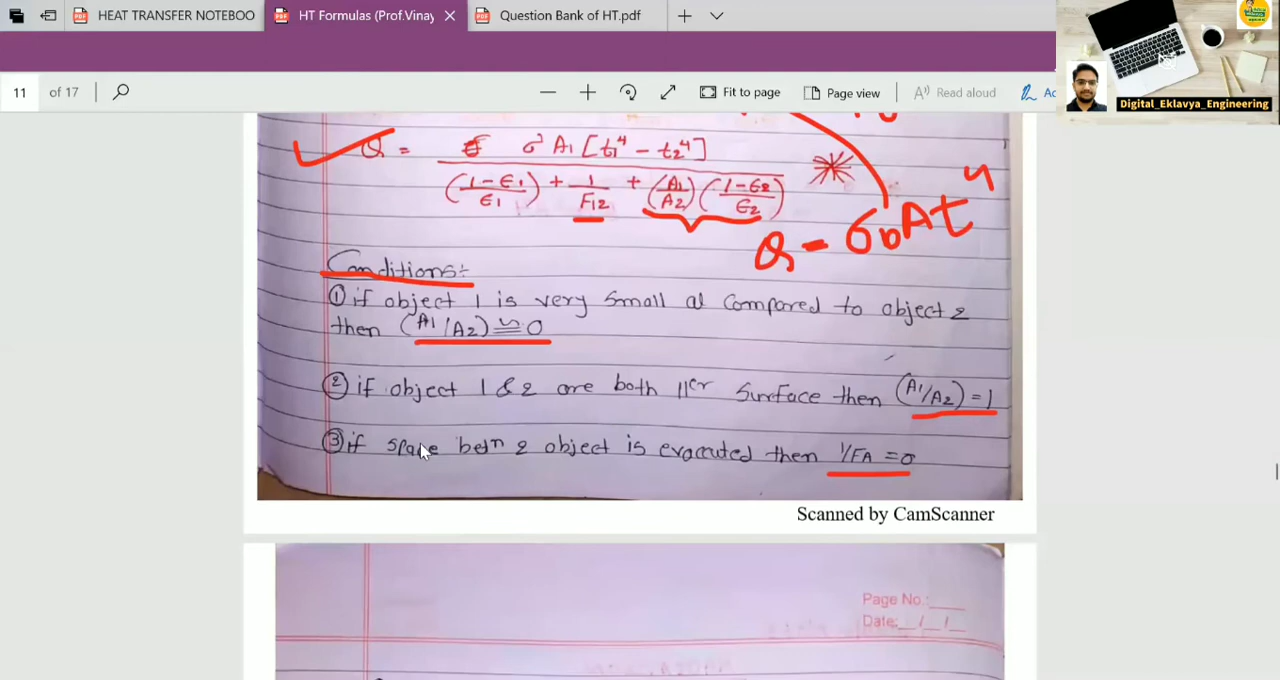 HEAT TRANSFER NOTEBOO
HT Formulas (Prof.Vinay
Question Bank of HT.pdf
11 of 17
Fit to page
Page view
Read aloud
Digital_Eklavya_Engineering
Q = σ A1 [t1⁴ - t2⁴]
(1-ϵ1/ϵ1) + 1/F12 + (A1/A2) (1-ϵ2/ϵ2)
Q = σb A t⁴
Conditions:-
① if object 1 is very small al compared to object 2
then (A1/A2) ≌ 0
② if object 1 & 2 are both 11er surface then (A1/A2) = 1
③ if space betn 2 object is evacuted then 1/FA = 0
Scanned by CamScanner
Page No.:
Date: / /